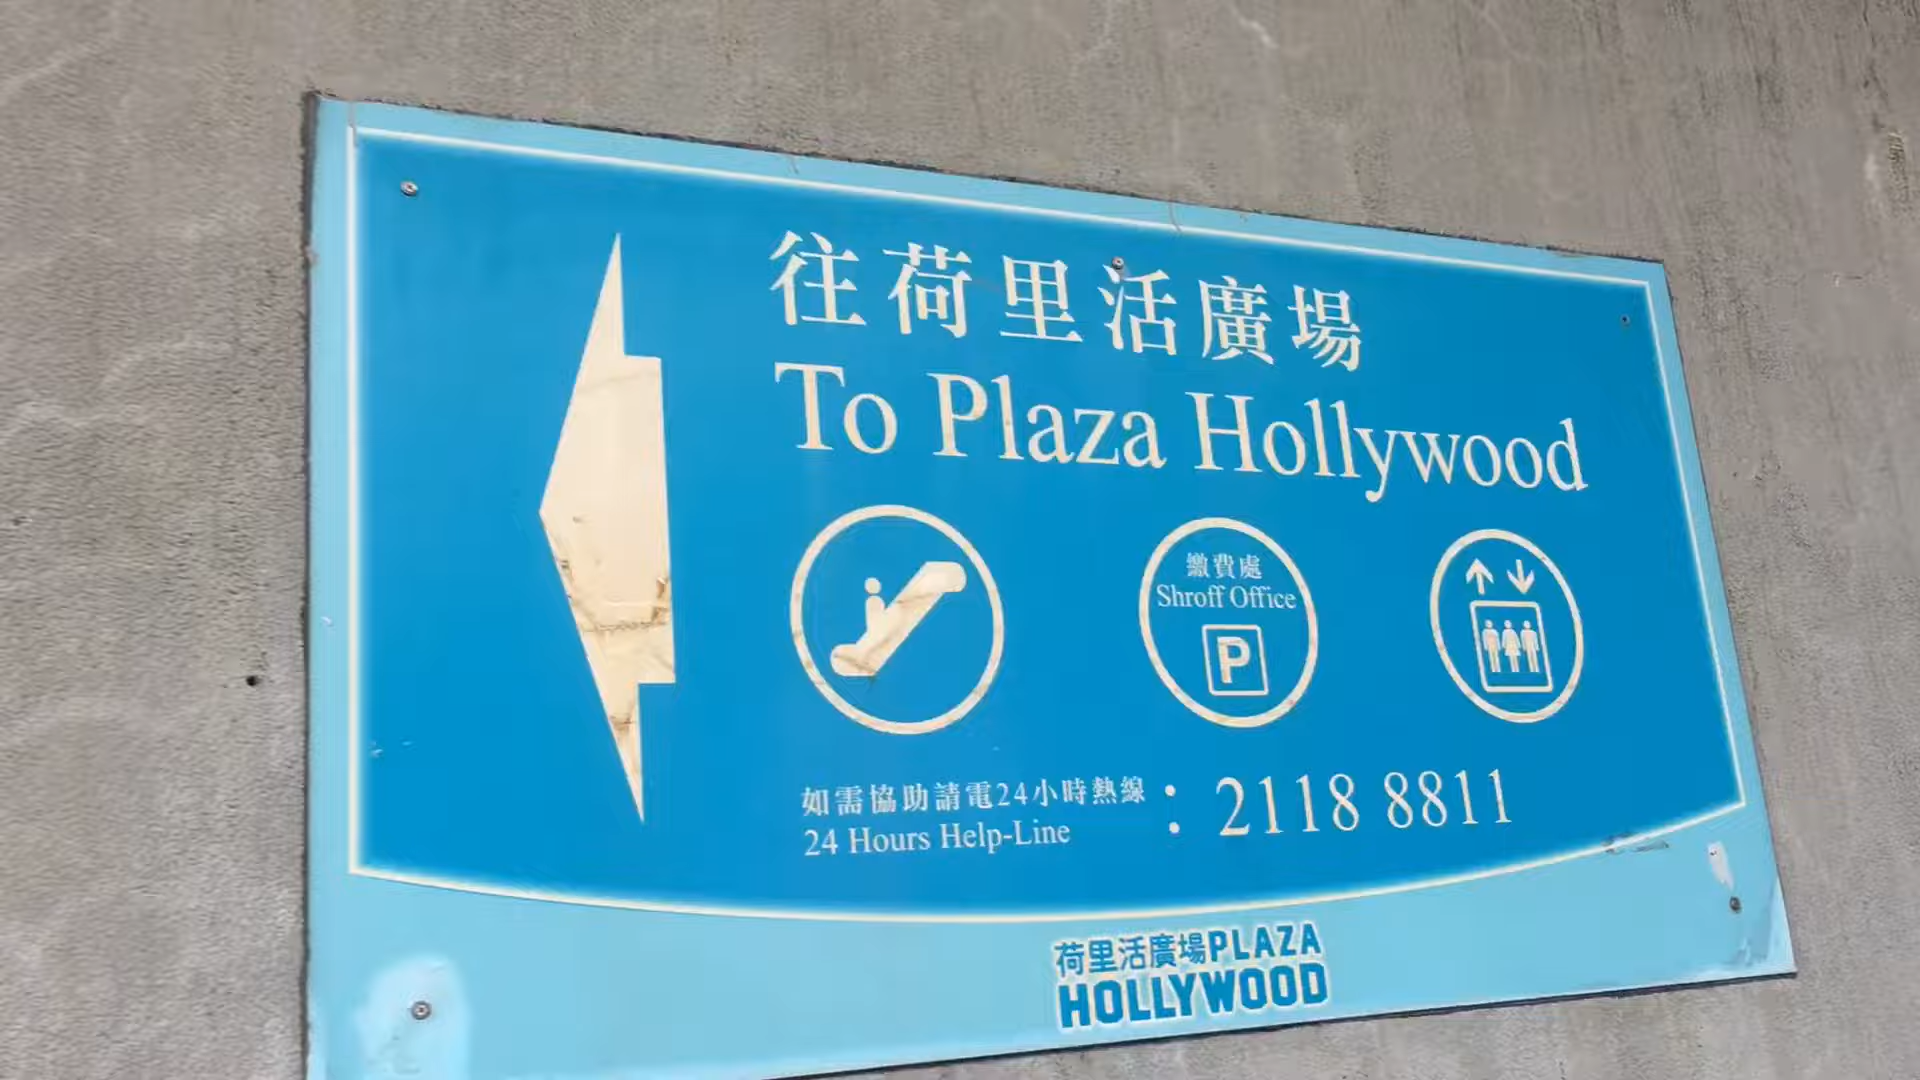 往荷里活廣場
To Plaza Hollywood
繳費處
Shroff Office
P
如需協助請電24小時熱線
24 Hours Help-Line
：2118 8811
荷里活廣場PLAZA
HOLLYWOOD